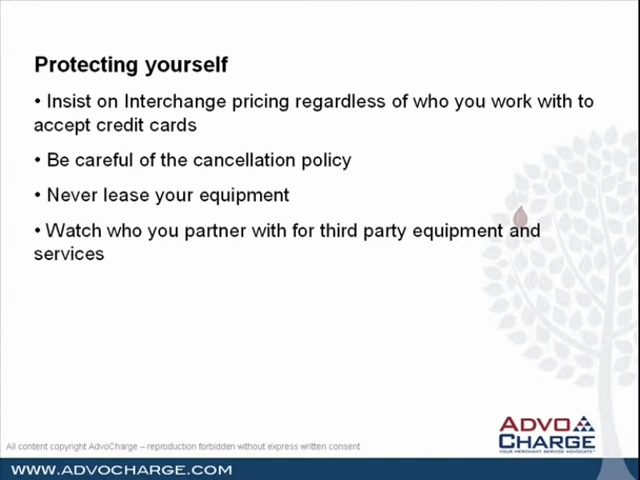 Protecting yourself
• Insist on Interchange pricing regardless of who you work with to
accept credit cards
• Be careful of the cancellation policy
• Never lease your equipment
• Watch who you partner with for third party equipment and
services
ADVO
CHARGE
YOUR MERCHANT SERVICE ADVOCATE
All content copyright AdvoCharge – reproduction forbidden without express written consent
WWW.ADVOCHARGE.COM